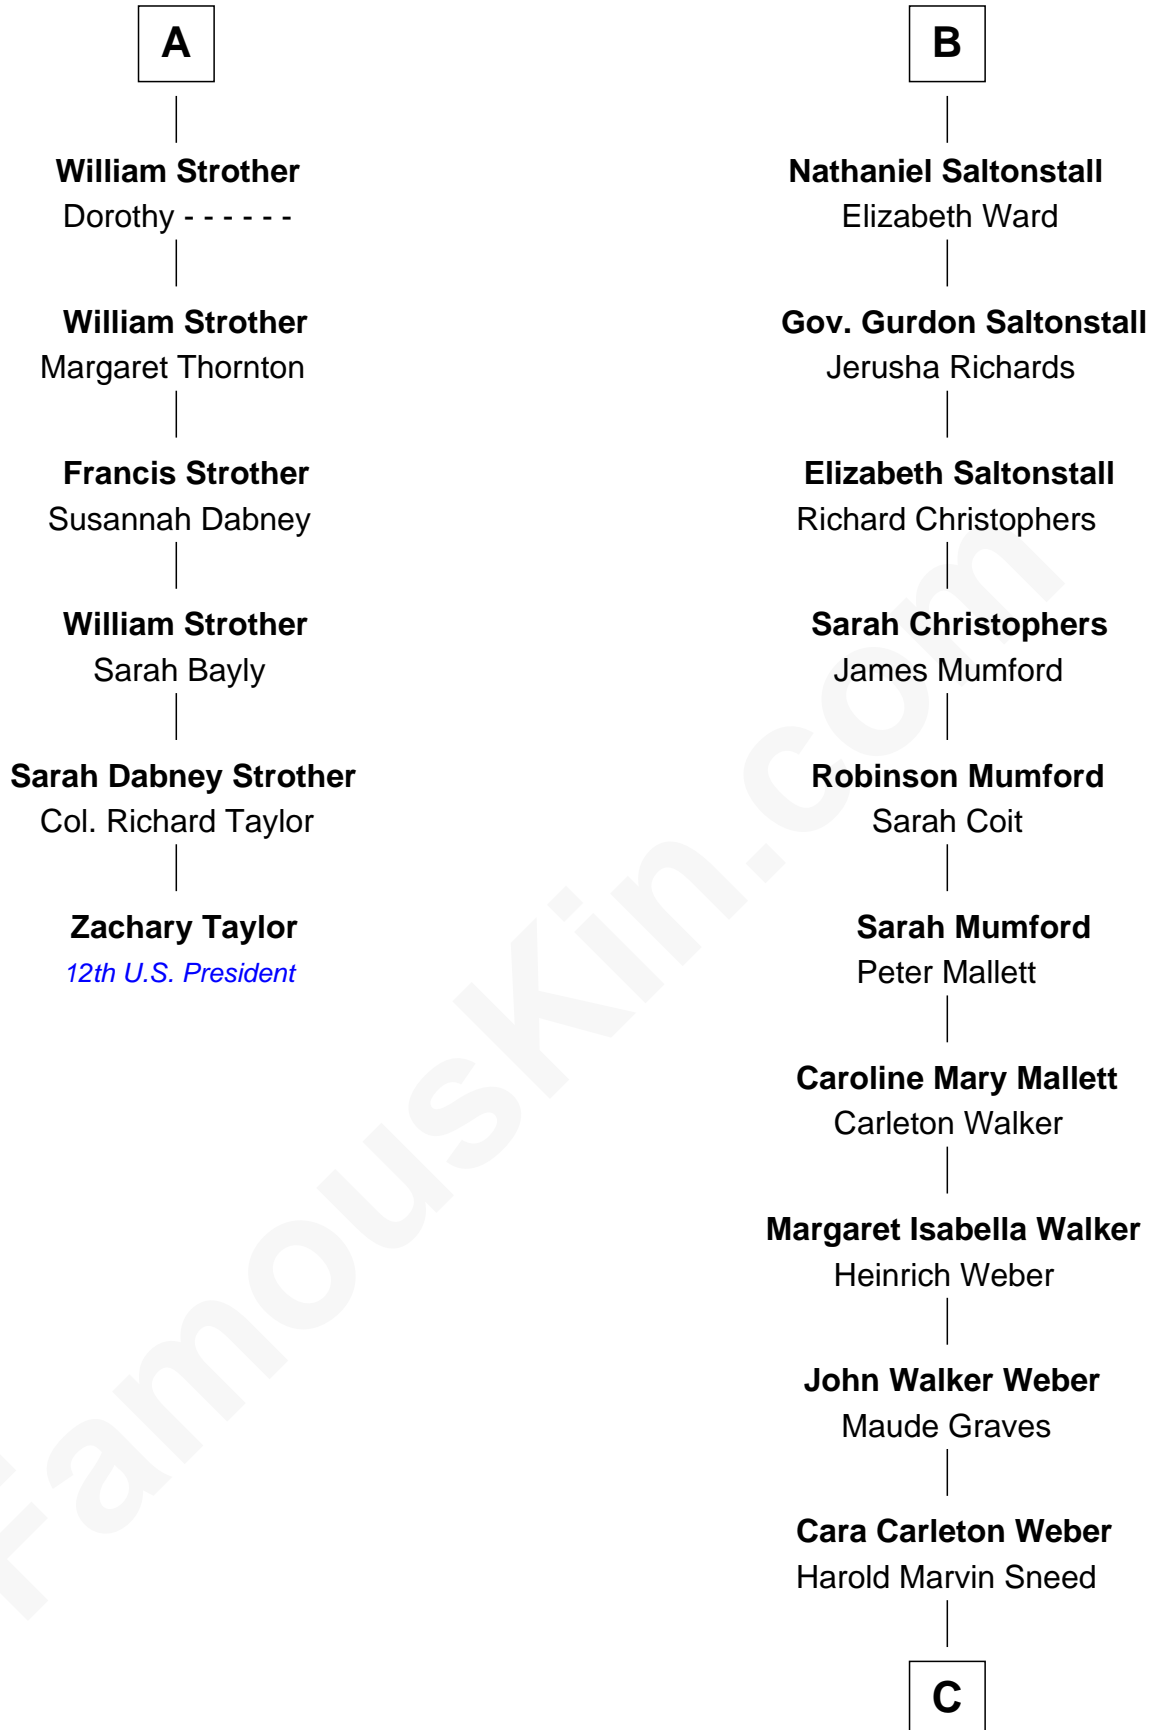 A
William Strother
Dorothy - - - - - -
William Strother
Margaret Thornton
Francis Strother
Susannah Dabney
William Strother
Sarah Bayly
Sarah Dabney Strother
Col. Richard Taylor
Zachary Taylor
12th U.S. President
B
Nathaniel Saltonstall
Elizabeth Ward
Gov. Gurdon Saltonstall
Jerusha Richards
Elizabeth Saltonstall
Richard Christophers
Sarah Christophers
James Mumford
Robinson Mumford
Sarah Coit
Sarah Mumford
Peter Mallett
Caroline Mary Mallett
Carleton Walker
Margaret Isabella Walker
Heinrich Weber
John Walker Weber
Maude Graves
Cara Carleton Weber
Harold Marvin Sneed
C
FamousKin.com